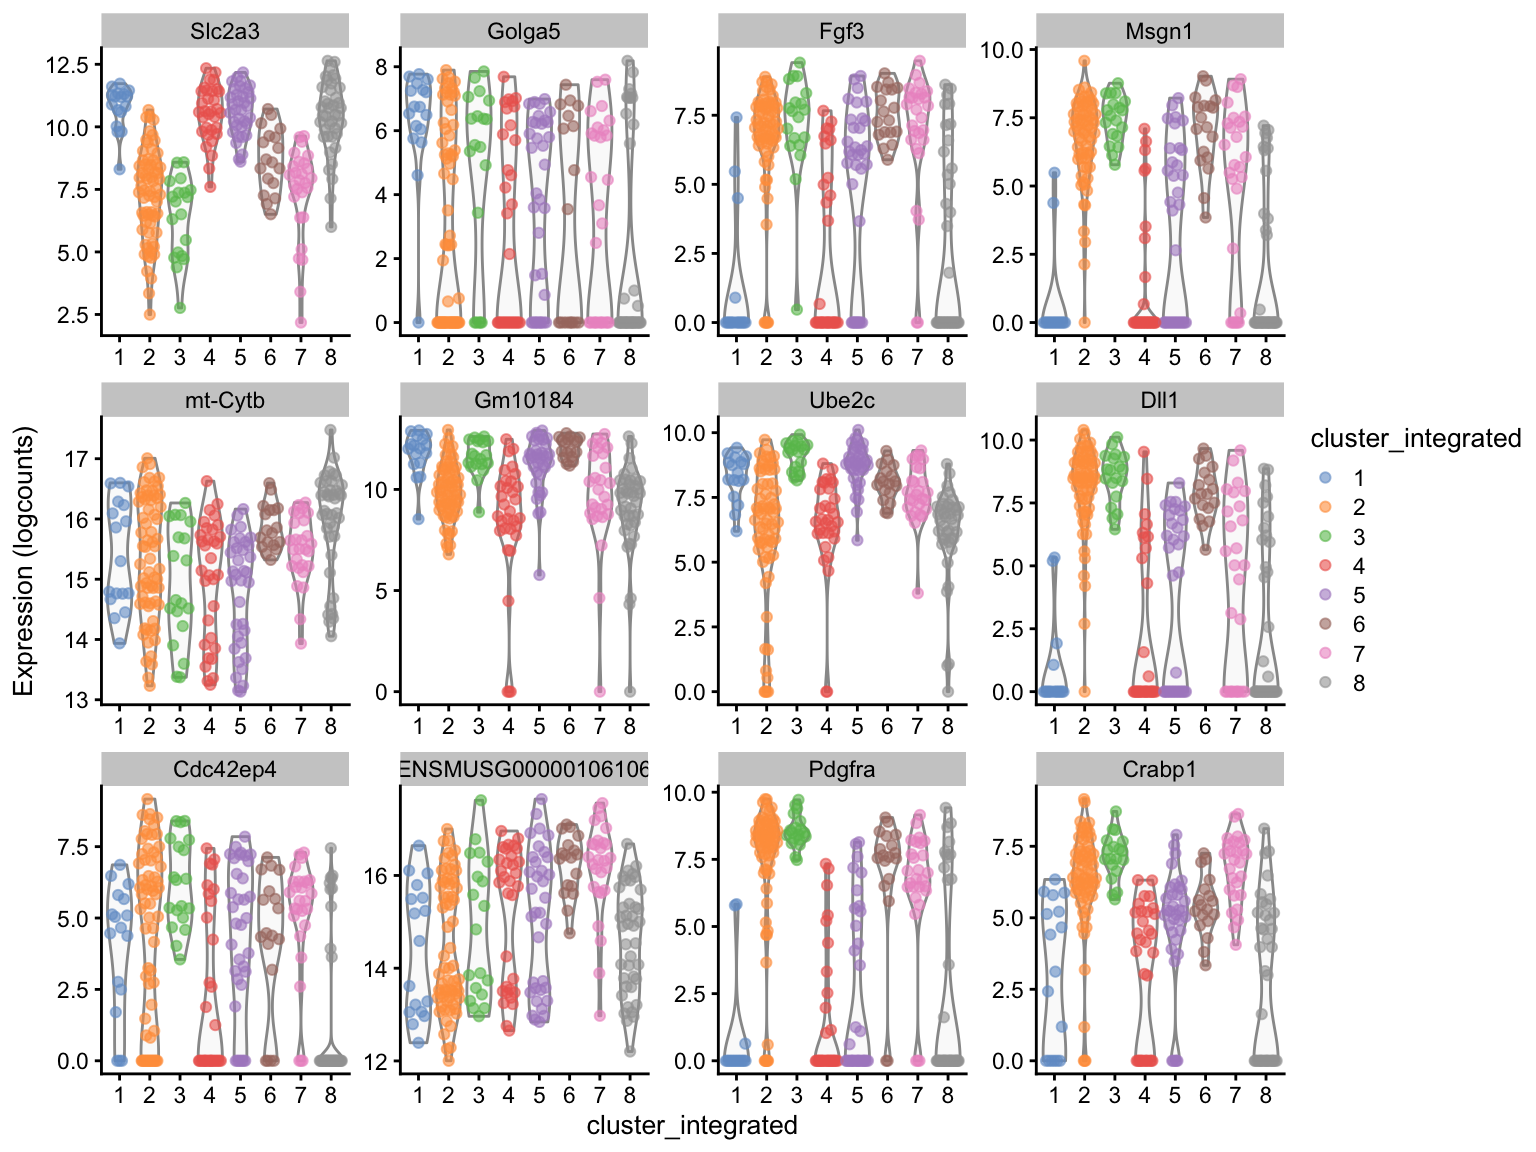 Slc2a3 Golga5 Fgf3 Msgn1
12.5 10.0 7.5 5.0 2.5
8 6 4 2 0
7.5 5.0 2.5 0.0
10.0 7.5 5.0 2.5 0.0
1 2 3 4 5 6 7 8 1 2 3 4 5 6 7 8 1 2 3 4 5 6 7 8 1 2 3 4 5 6 7 8
mt-Cytb Gm10184 Ube2c Dll1
17 16 15 14 13
10 5 0
10.0 7.5 5.0 2.5 0.0
10.0 7.5 5.0 2.5 0.0
1 2 3 4 5 6 7 8 1 2 3 4 5 6 7 8 1 2 3 4 5 6 7 8 1 2 3 4 5 6 7 8
Cdc42ep4 ENSMUSG00000106106 Pdgfra Crabp1
7.5 5.0 2.5 0.0
16 14 12
10.0 7.5 5.0 2.5 0.0
7.5 5.0 2.5 0.0
1 2 3 4 5 6 7 8 1 2 3 4 5 6 7 8 1 2 3 4 5 6 7 8 1 2 3 4 5 6 7 8
Expression (logcounts)
cluster_integrated
cluster_integrated
1
2
3
4
5
6
7
8